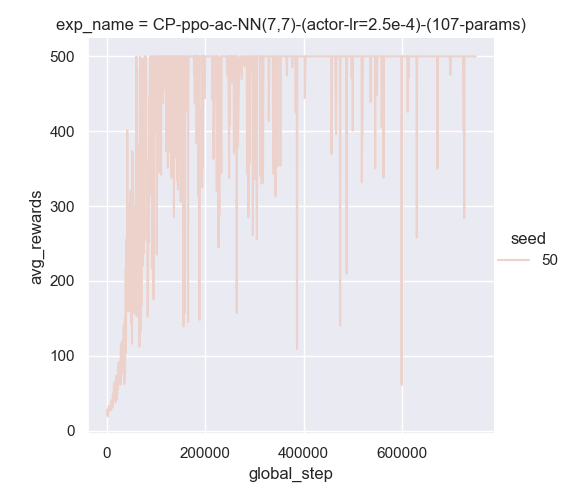 exp_name = CP-ppo-ac-NN(7,7)-(actor-lr=2.5e-4)-(107-params)
500
400
300
200
100
0
avg_rewards
0 200000 400000 600000
global_step
seed
50